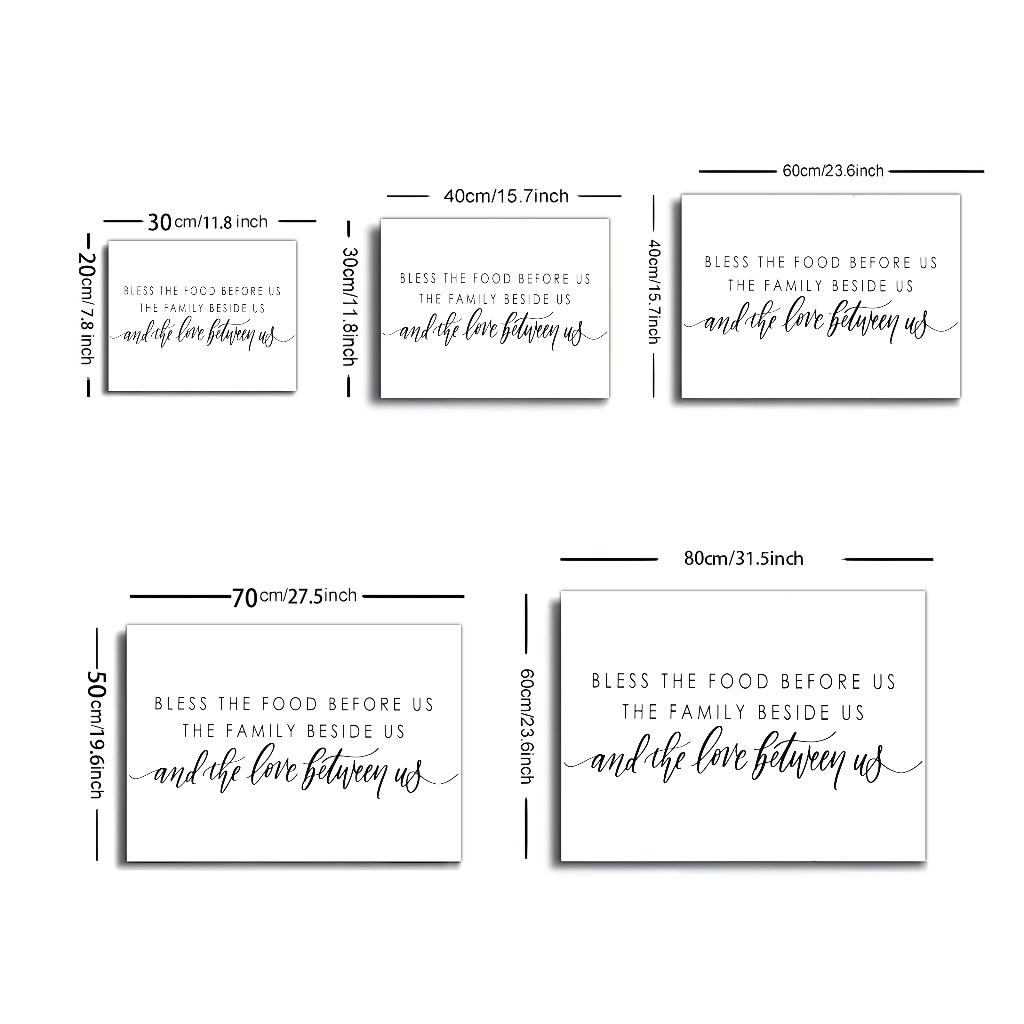 30cm/11.8 inch
20cm/ 7.8 inch
BLESS THE FOOD BEFORE US
THE FAMILY BESIDE US
and the love between us
40cm/15.7inch
30cm/11.8inch
BLESS THE FOOD BEFORE US
THE FAMILY BESIDE US
and the love between us
60cm/23.6inch
40cm/15.7inch
BLESS THE FOOD BEFORE US
THE FAMILY BESIDE US
and the love between us
70cm/27.5inch
50cm/19.6inch
BLESS THE FOOD BEFORE US
THE FAMILY BESIDE US
and the love between us
80cm/31.5inch
60cm/23.6inch
BLESS THE FOOD BEFORE US
THE FAMILY BESIDE US
and the love between us